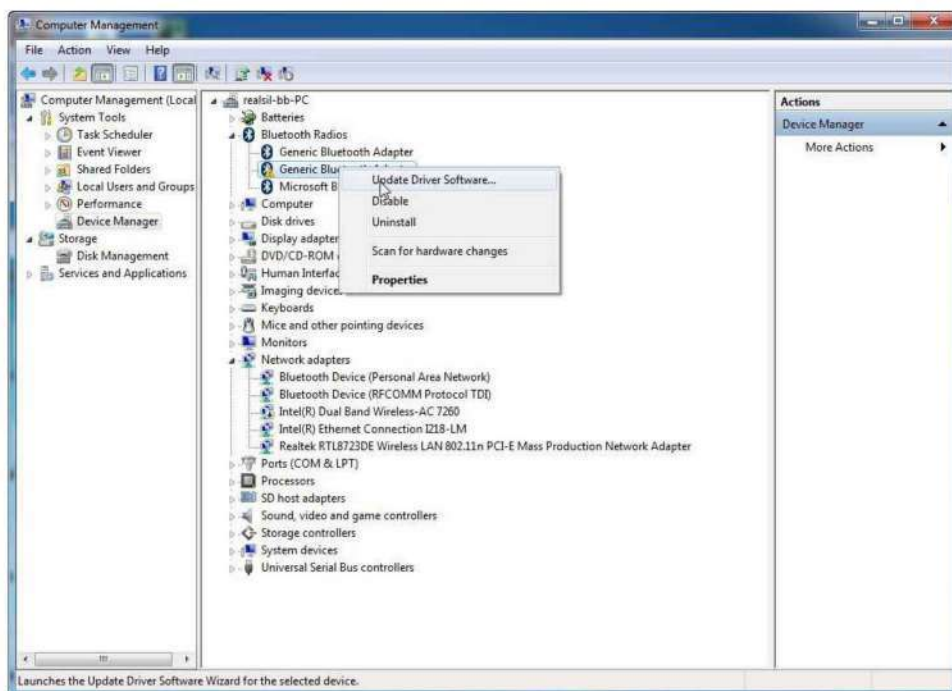 Computer Management
File Action View Help
Computer Management (Local
System Tools
Task Scheduler
Event Viewer
Shared Folders
Local Users and Groups
Performance
Device Manager
Storage
Disk Management
Services and Applications
realsil-bb-PC
Batteries
Bluetooth Radios
Generic Bluetooth Adapter
Generic Blu
Microsoft B
Computer
Disk drives
Display adapter
DVD/CD-ROM
Human Interfac
Imaging device
Keyboards
Mice and other pointing devices
Monitors
Network adapters
Bluetooth Device (Personal Area Network)
Bluetooth Device (RFCOMM Protocol TDI)
Intel(R) Dual Band Wireless-AC 7260
Intel(R) Ethernet Connection I218-LM
Realtek RTL8723DE Wireless LAN 802.11n PCI-E Mass Production Network Adapter
Ports (COM & LPT)
Processors
SD host adapters
Sound, video and game controllers
Storage controllers
System devices
Universal Serial Bus controllers
Update Driver Software...
Disable
Uninstall
Scan for hardware changes
Properties
Actions
Device Manager
More Actions
Launches the Update Driver Software Wizard for the selected device.